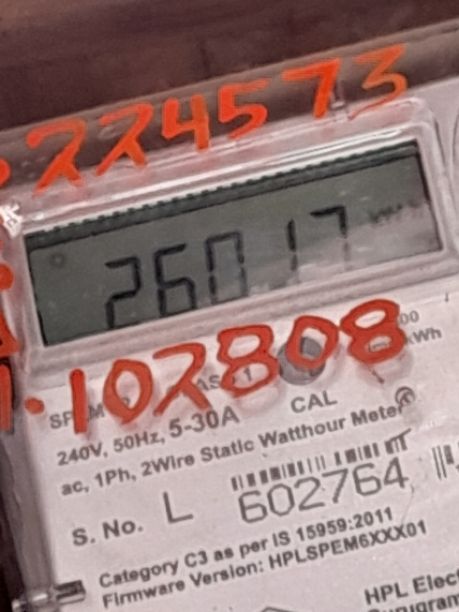 224573
26017
102808
CAL
240V, 50Hz, 5-30A
ac, 1Ph, 2Wire Static Watthour Meter
S. No. L 602764
Category C3 as per IS 15959:2011
Firmware Version: HPLSPEM6XXX01
HPL Elect